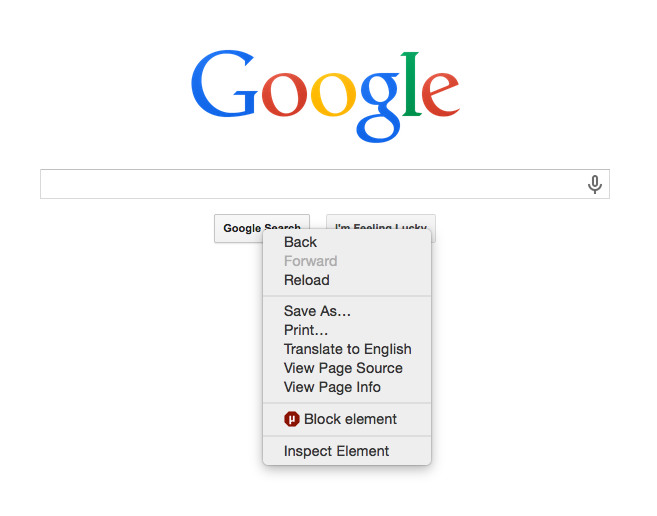 Google
Google Search
I'm Feeling Lucky
Back
Forward
Reload
Save As...
Print...
Translate to English
View Page Source
View Page Info
µ Block element
Inspect Element